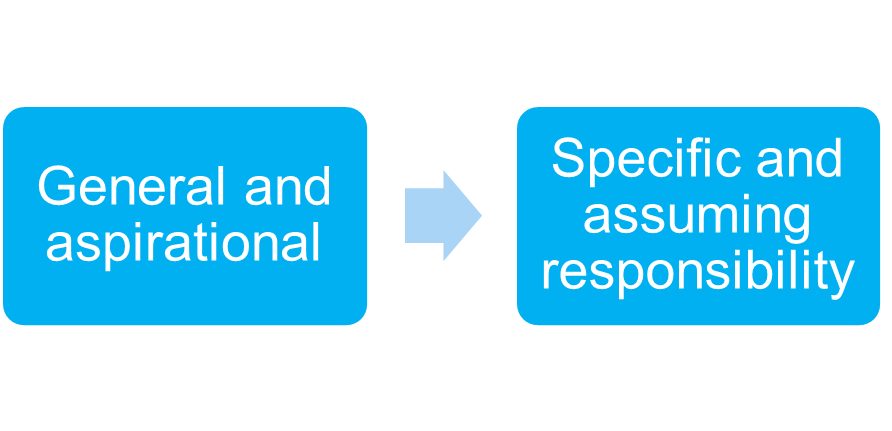 General and
aspirational
Specific and
assuming
responsibility